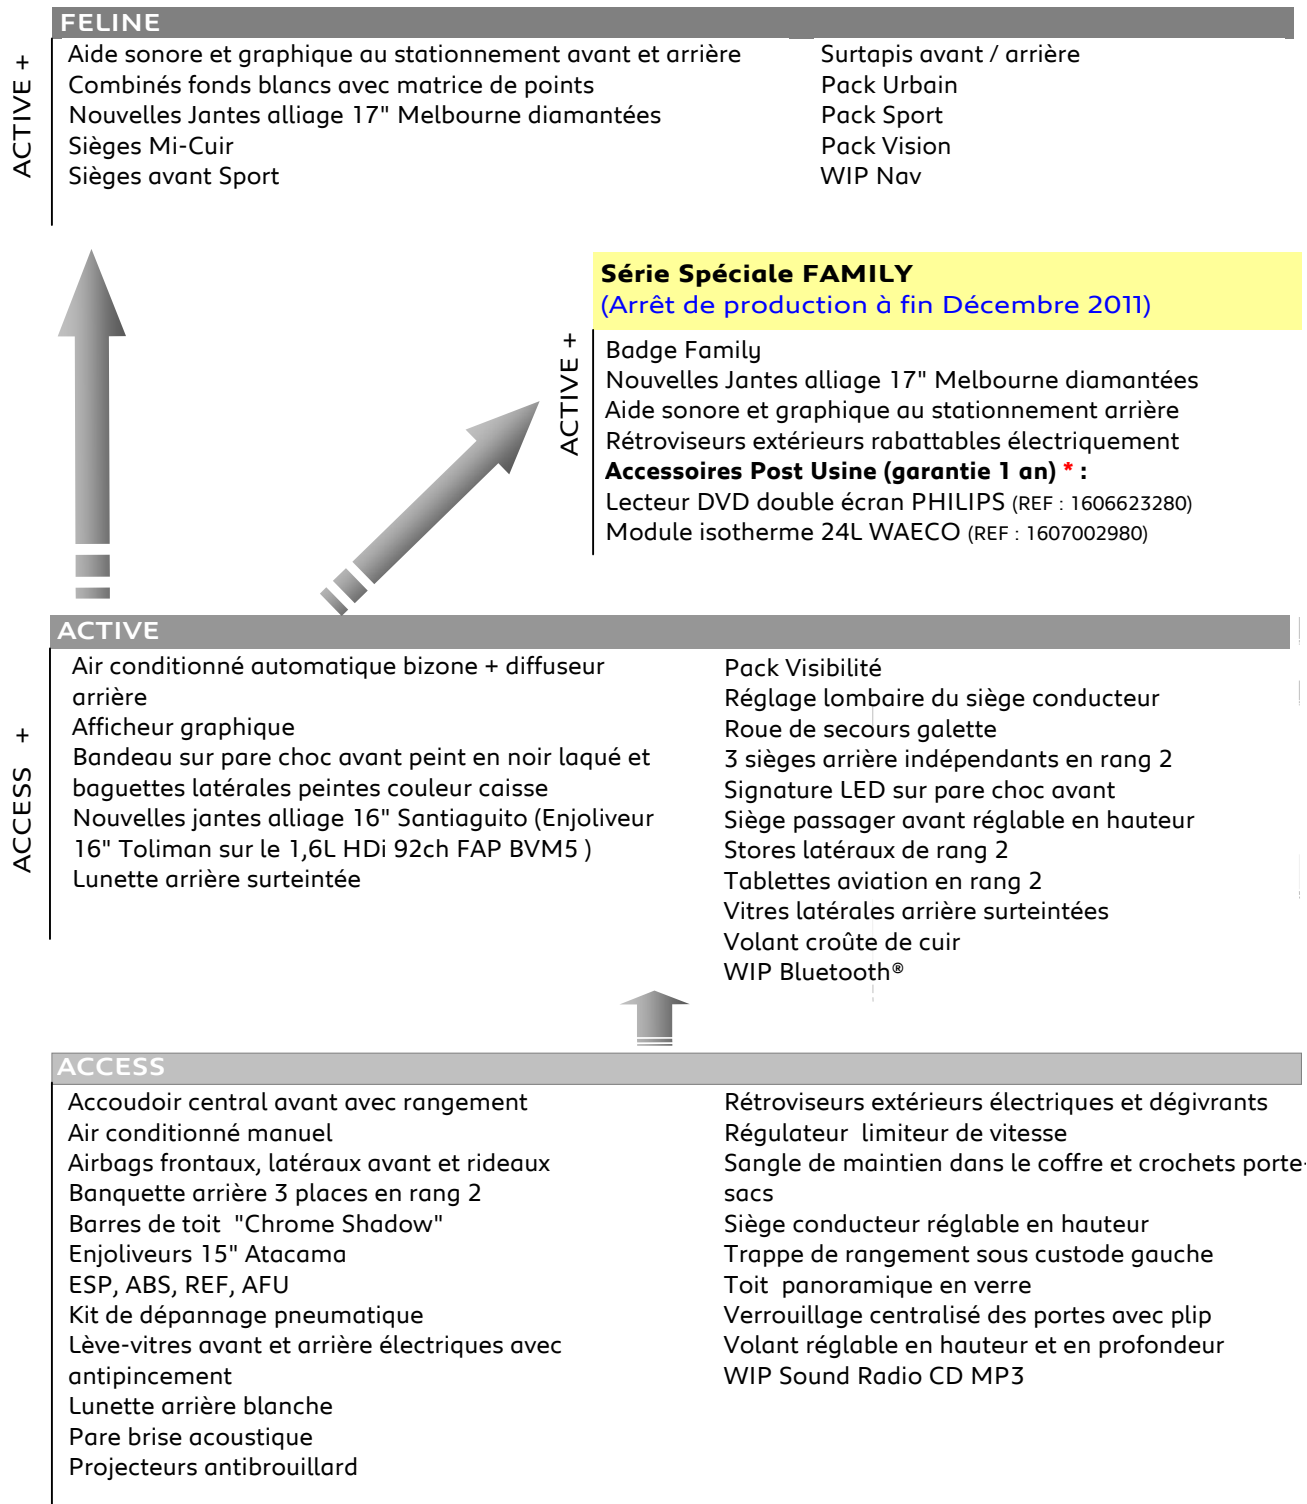 FELINE
ACTIVE +
Aide sonore et graphique au stationnement avant et arrière
Combinés fonds blancs avec matrice de points
Nouvelles Jantes alliage 17" Melbourne diamantées
Sièges Mi-Cuir
Sièges avant Sport
Surtapis avant / arrière
Pack Urbain
Pack Sport
Pack Vision
WIP Nav
Série Spéciale FAMILY
(Arrêt de production à fin Décembre 2011)
ACTIVE +
Badge Family
Nouvelles Jantes alliage 17" Melbourne diamantées
Aide sonore et graphique au stationnement arrière
Rétroviseurs extérieurs rabattables électriquement
Accessoires Post Usine (garantie 1 an) * :
Lecteur DVD double écran PHILIPS (REF : 1606623280)
Module isotherme 24L WAECO (REF : 1607002980)
ACTIVE
ACCESS +
Air conditionné automatique bizone + diffuseur
arrière
Afficheur graphique
Bandeau sur pare choc avant peint en noir laqué et
baguettes latérales peintes couleur caisse
Nouvelles jantes alliage 16" Santiaguito (Enjoliveur
16" Toliman sur le 1,6L HDi 92ch FAP BVM5 )
Lunette arrière surteintée
Pack Visibilité
Réglage lombaire du siège conducteur
Roue de secours galette
3 sièges arrière indépendants en rang 2
Signature LED sur pare choc avant
Siège passager avant réglable en hauteur
Stores latéraux de rang 2
Tablettes aviation en rang 2
Vitres latérales arrière surteintées
Volant croûte de cuir
WIP Bluetooth®
ACCESS
Accoudoir central avant avec rangement
Air conditionné manuel
Airbags frontaux, latéraux avant et rideaux
Banquette arrière 3 places en rang 2
Barres de toit "Chrome Shadow"
Enjoliveurs 15" Atacama
ESP, ABS, REF, AFU
Kit de dépannage pneumatique
Lève-vitres avant et arrière électriques avec
antipincement
Lunette arrière blanche
Pare brise acoustique
Projecteurs antibrouillard
Rétroviseurs extérieurs électriques et dégivrants
Régulateur limiteur de vitesse
Sangle de maintien dans le coffre et crochets porte-
sacs
Siège conducteur réglable en hauteur
Trappe de rangement sous custode gauche
Toit panoramique en verre
Verrouillage centralisé des portes avec plip
Volant réglable en hauteur et en profondeur
WIP Sound Radio CD MP3